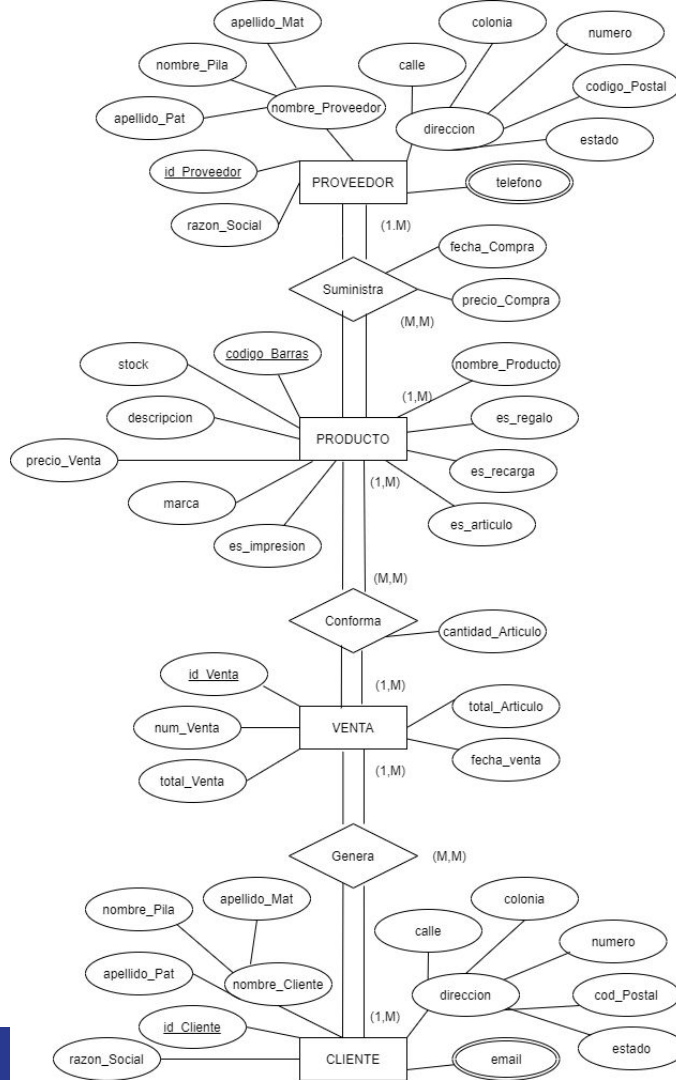 apellido_Mat
colonia
nombre_Pila
calle
numero
apellido_Pat
nombre_Proveedor
codigo_Postal
direccion
estado
id_Proveedor
PROVEEDOR
telefono
razon_Social
(1.M)
fecha_Compra
Suministra
precio_Compra
(M,M)
codigo_Barras
stock
nombre_Producto
(1,M)
descripcion
es_regalo
PRODUCTO
precio_Venta
es_recarga
(1,M)
marca
es_articulo
es_impresion
(M,M)
Conforma
cantidad_Articulo
id_Venta
(1,M)
total_Articulo
num_Venta
VENTA
fecha_venta
total_Venta
(1,M)
Genera
(M,M)
apellido_Mat
colonia
nombre_Pila
calle
numero
apellido_Pat
nombre_Cliente
direccion
cod_Postal
id_Cliente
(1,M)
estado
razon_Social
CLIENTE
email